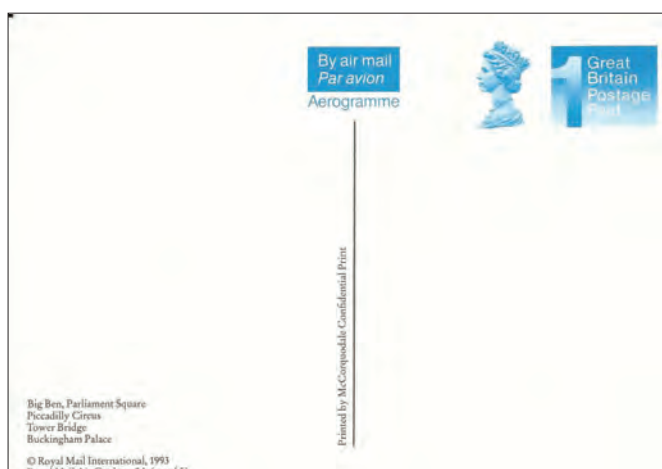 By air mail
Par avion
Aerogramme
1
Great
Britain
Postage
Paid
Printed by McCorquodale Confidential Print
Big Ben, Parliament Square
Piccadilly Circus
Tower Bridge
Buckingham Palace
© Royal Mail International, 1993